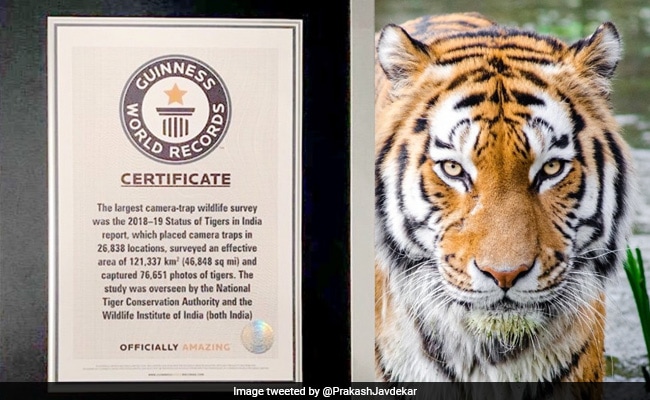 GUINNESS
WORLD RECORDS
CERTIFICATE
The largest camera-trap wildlife survey
was the 2018–19 Status of Tigers in India
report, which placed camera traps in
26,838 locations, surveyed an effective
area of 121,337 km² (46,848 sq mi) and
captured 76,651 photos of tigers. The
study was overseen by the National
Tiger Conservation Authority and the
Wildlife Institute of India (both India)
OFFICIALLY AMAZING
Image tweeted by @PrakashJavdekar